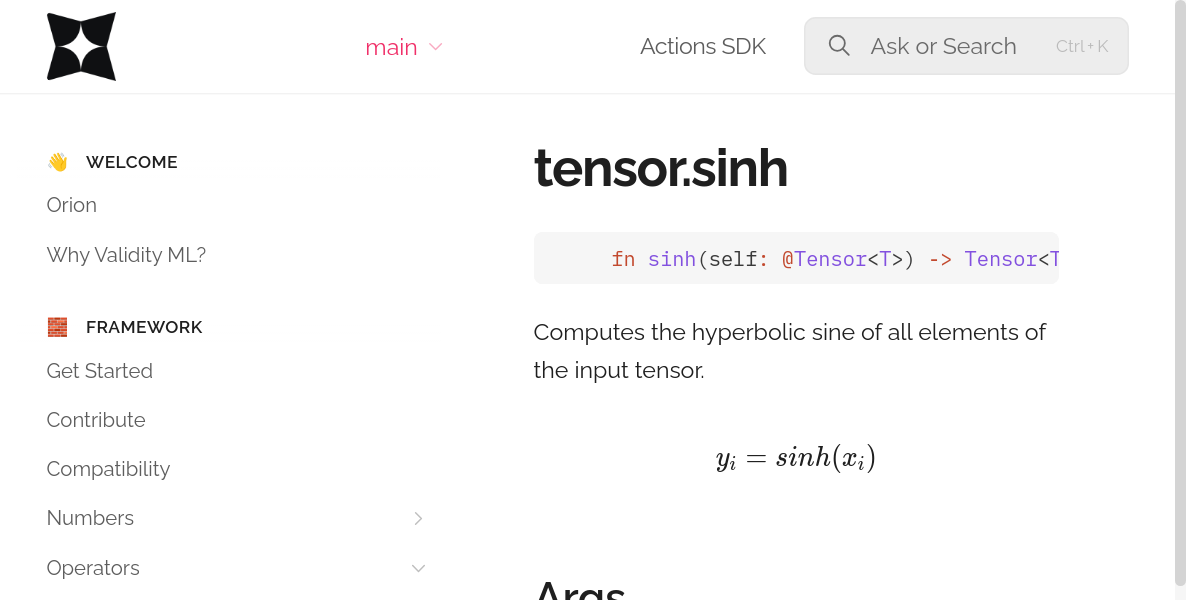 main
Actions SDK
Ask or Search
Ctrl + K
👋 WELCOME
Orion
Why Validity ML?
🧱 FRAMEWORK
Get Started
Contribute
Compatibility
Numbers
Operators
tensor.sinh
fn sinh(self: @Tensor<T>) -> Tensor<T
Computes the hyperbolic sine of all elements of
the input tensor.
y_i = sinh(x_i)
Args